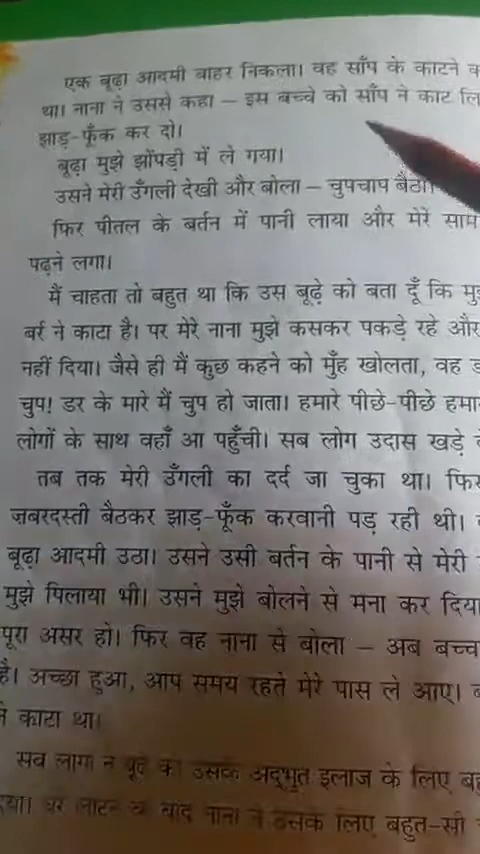 एक बूढ़ा आदमी बाहर निकला। वह साँप के काटने
था। नाना ने उससे कहा – इस बच्चे को साँप ने काट
झाड़-फूँक कर दो।
बूढ़ा मुझे झोंपड़ी में ले गया।
उसने मेरी उँगली देखी और बोला – चुपचाप बैठो।
फिर पीतल के बर्तन में पानी लाया और मेरे
पढ़ने लगा।
मैं चाहता तो बहुत था कि उस बूढ़े को बता दूँ कि
बर्र ने काटा है। पर मेरे नाना मुझे कसकर पकड़े रहे और
नहीं दिया। जैसे ही मैं कुछ कहने को मुँह खोलता, वह
चुप! डर के मारे मैं चुप हो जाता। हमारे पीछे-पीछे
लोगों के साथ वहाँ आ पहुँची। सब लोग उदास खड़े
तब तक मेरी उँगली का दर्द जा चुका था।
जबरदस्ती बैठकर झाड़-फूँक करवानी पड़ रही थी।
बूढ़ा आदमी उठा। उसने उसी बर्तन के पानी से मेरी
मुझे पिलाया भी। उसने मुझे बोलने से मना कर दिया
पूरा असर हो। फिर वह नाना से बोला – अब
है। अच्छा हुआ, आप समय रहते मेरे पास ले आए।
ने काटा था।
सब लोगों ने बूढ़े को उसके अद्भुत इलाज के लिए
के बाद नाना ने उसके लिए बहुत-सी